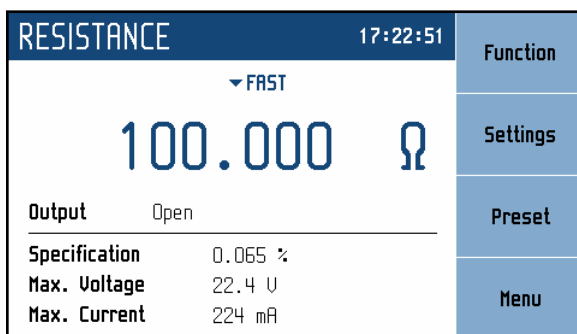 RESISTANCE 17:22:51
Function
FAST
100.000 Ω
Settings
Output Open
Preset
Specification 0.065 %
Max. Voltage 22.4 V
Max. Current 224 mA
Menu